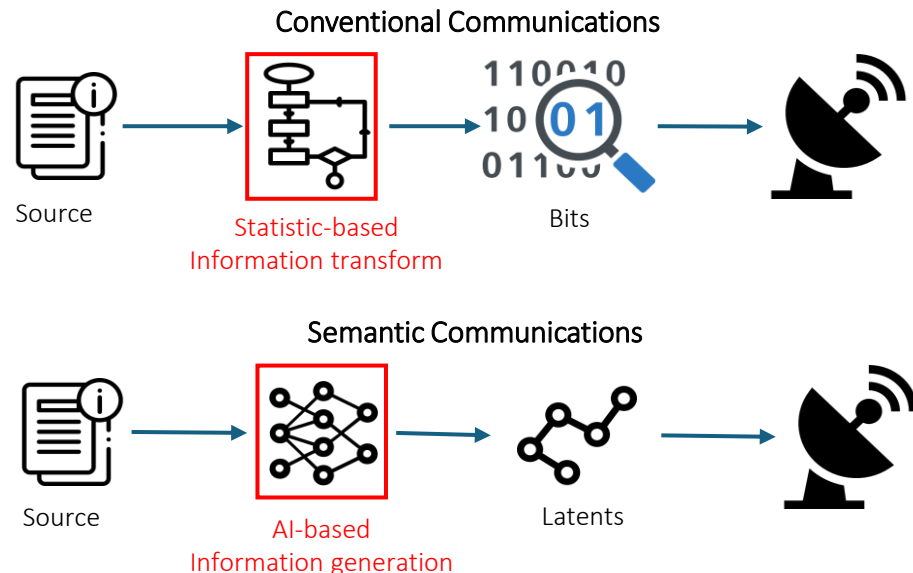 Conventional Communications
110010
10 01
01100
Source
Statistic-based
Information transform
Bits
Semantic Communications
Source
AI-based
Information generation
Latents